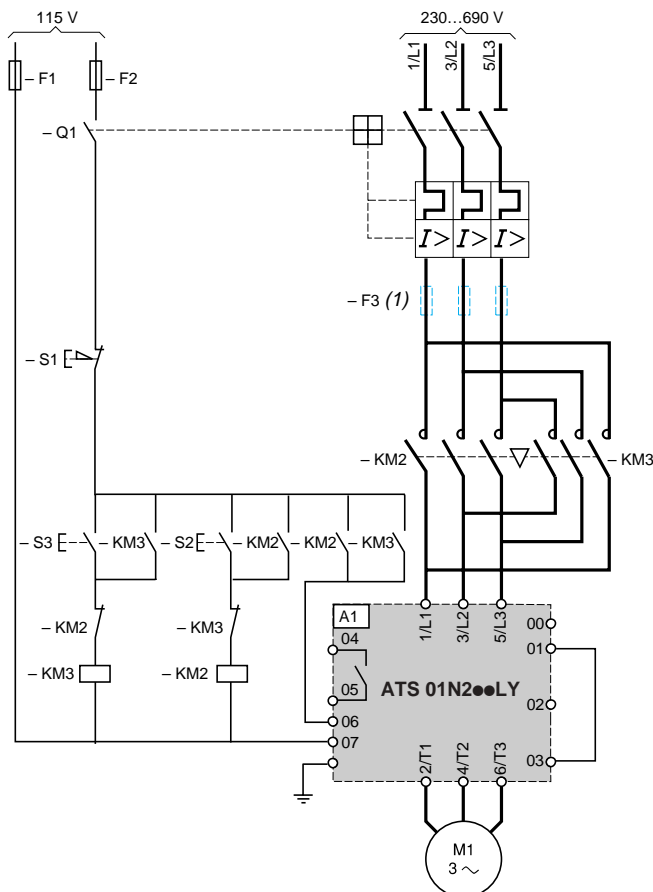 115 V
230…690 V
1/L1
3/L2
5/L3
– F1
– F2
– Q1
I>
I>
I>
– F3 (1)
– S1
– KM2
– KM3
– S3
– KM3
– S2
– KM2
– KM2
– KM3
– KM2
– KM3
– KM3
– KM2
A1
1/L1
3/L2
5/L3
00
04
01
05
ATS 01N2●●LY
02
06
07
03
2/T1
4/T2
6/T3
M1
3 ~